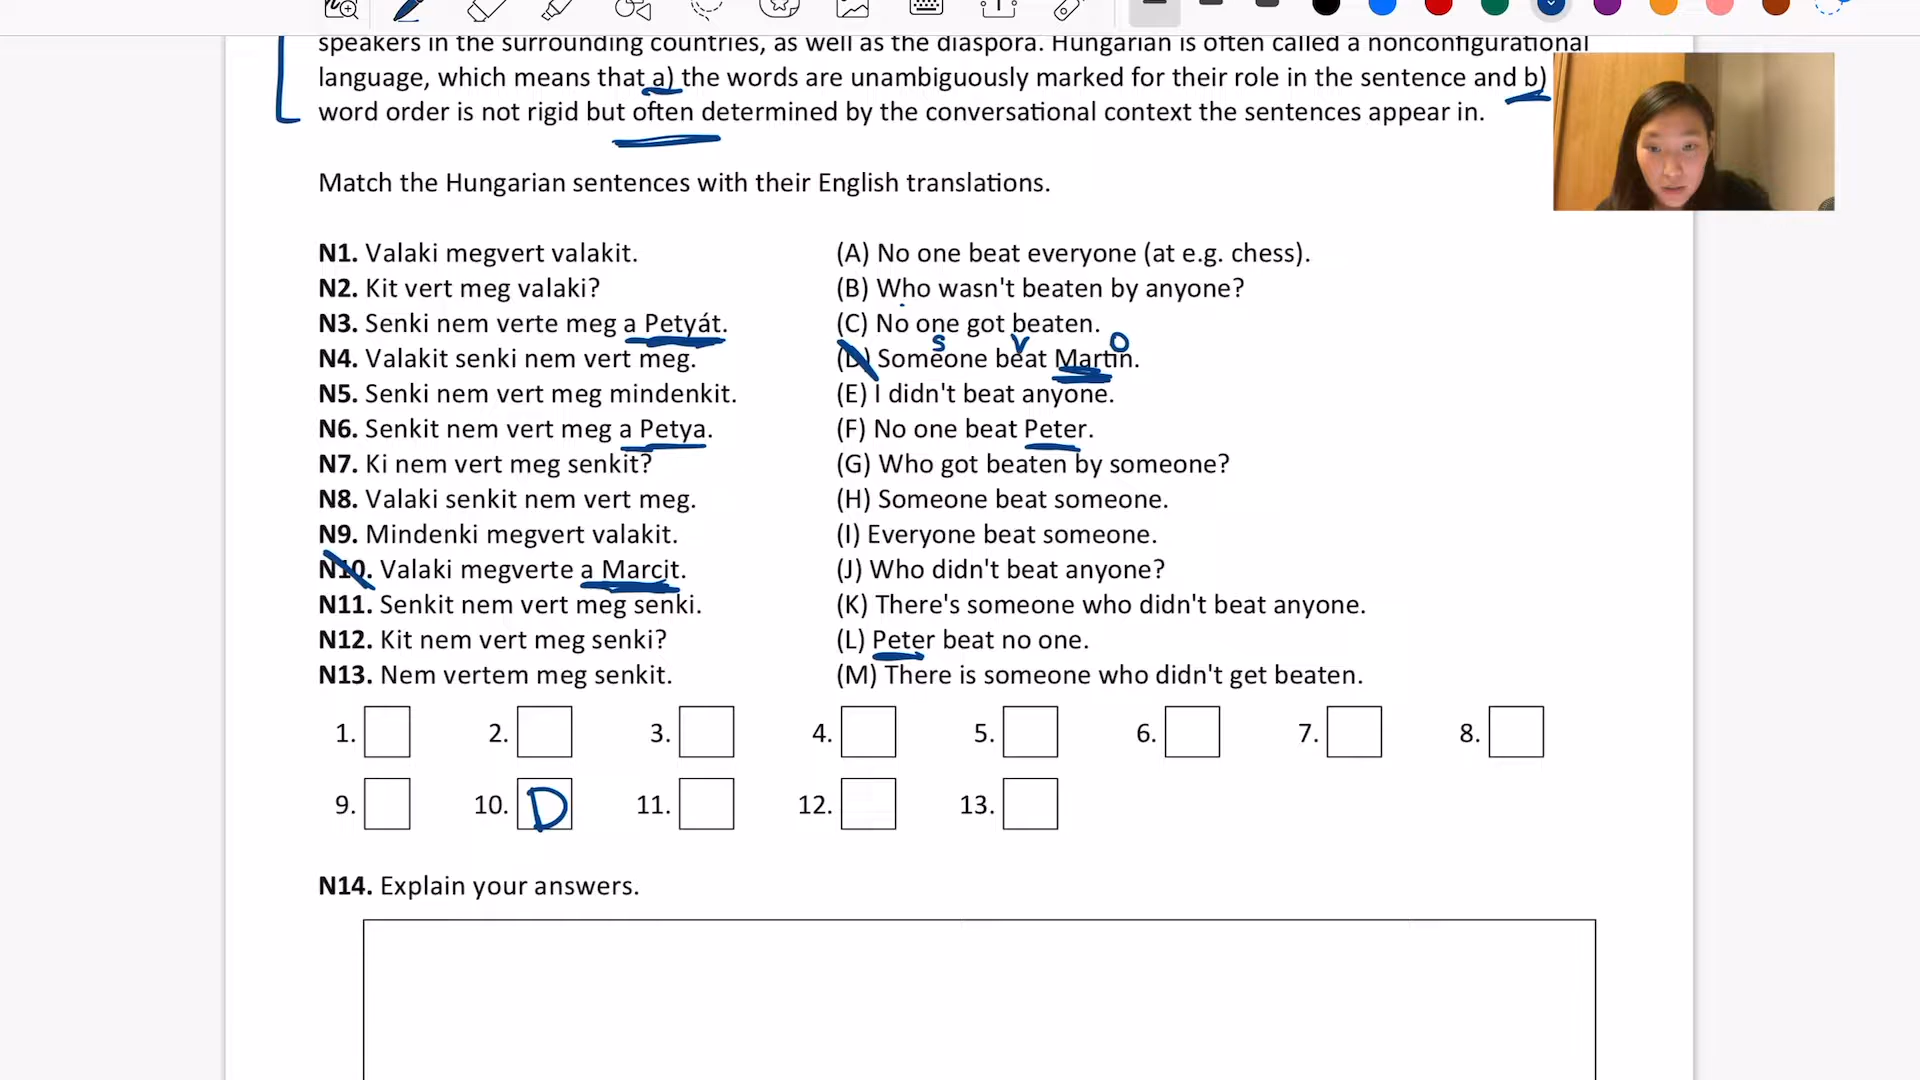 speakers in the surrounding countries, as well as the diaspora. Hungarian is often called a nonconfigurational
language, which means that a) the words are unambiguously marked for their role in the sentence and b)
word order is not rigid but often determined by the conversational context the sentences appear in.
Match the Hungarian sentences with their English translations.
N1. Valaki megvert valakit.
N2. Kit vert meg valaki?
N3. Senki nem verte meg a Petyát.
N4. Valakit senki nem vert meg.
N5. Senki nem vert meg mindenkit.
N6. Senkit nem vert meg a Petya.
N7. Ki nem vert meg senkit?
N8. Valaki senkit nem vert meg.
N9. Mindenki megvert valakit.
N10. Valaki megverte a Marcit.
N11. Senkit nem vert meg senki.
N12. Kit nem vert meg senki?
N13. Nem vertem meg senkit.
(A) No one beat everyone (at e.g. chess).
(B) Who wasn't beaten by anyone?
(C) No one got beaten.
S V O
(D) Someone beat Martin.
(E) I didn't beat anyone.
(F) No one beat Peter.
(G) Who got beaten by someone?
(H) Someone beat someone.
(I) Everyone beat someone.
(J) Who didn't beat anyone?
(K) There's someone who didn't beat anyone.
(L) Peter beat no one.
(M) There is someone who didn't get beaten.
1. 2. 3. 4. 5. 6. 7. 8.
9. 10. D 11. 12. 13.
N14. Explain your answers.